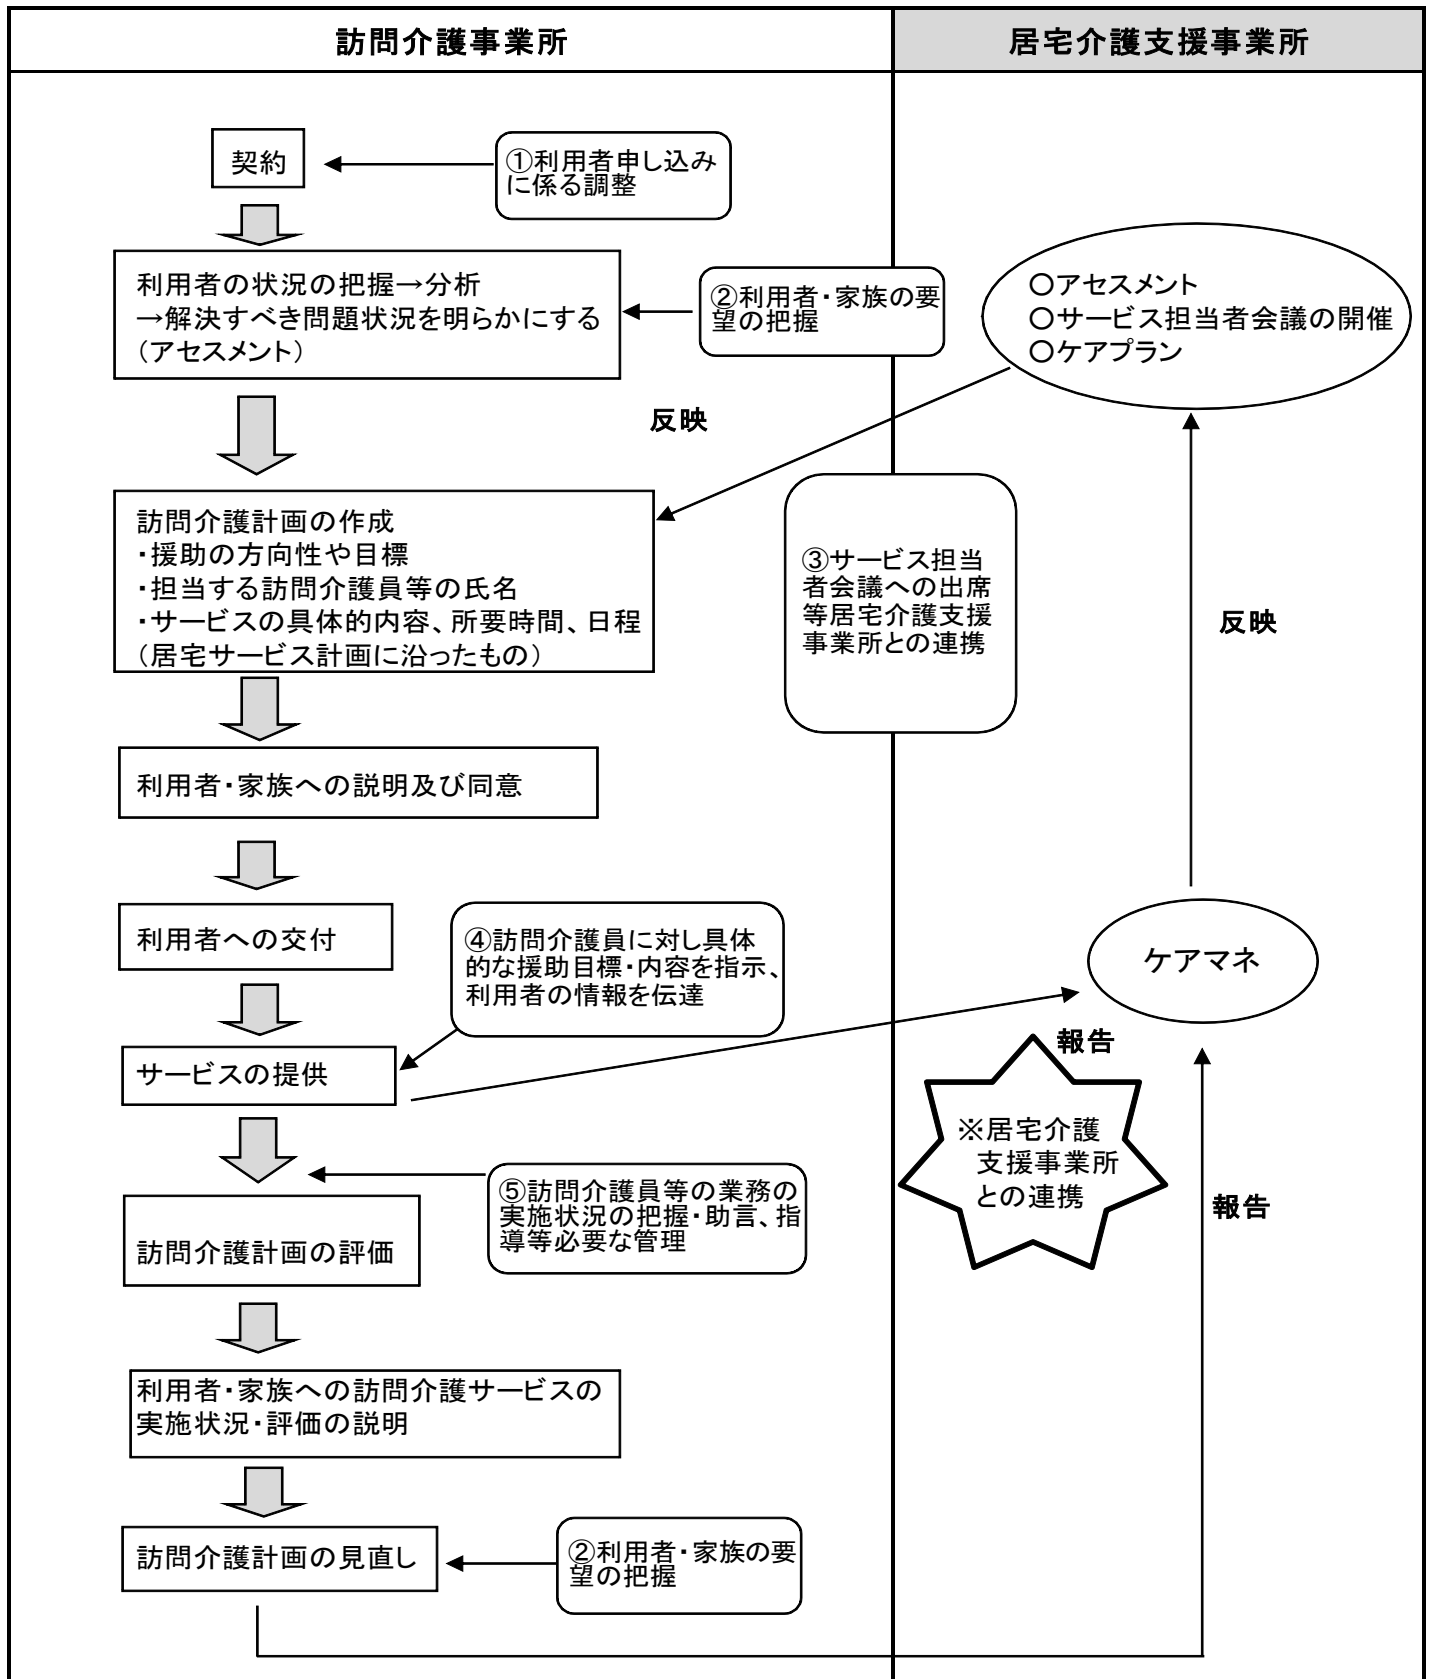 訪問介護事業所
居宅介護支援事業所
契約
①利用者申し込み
に係る調整
利用者の状況の把握→分析
→解決すべき問題状況を明らかにする
（アセスメント）
②利用者・家族の要
望の把握
○アセスメント
○サービス担当者会議の開催
○ケアプラン
反映
訪問介護計画の作成
・援助の方向性や目標
・担当する訪問介護員等の氏名
・サービスの具体的内容、所要時間、日程
（居宅サービス計画に沿ったもの）
③サービス担当
者会議への出席
等居宅介護支援
事業所との連携
反映
利用者・家族への説明及び同意
利用者への交付
④訪問介護員に対し具体
的な援助目標・内容を指示、
利用者の情報を伝達
ケアマネ
サービスの提供
報告
※居宅介護
支援事業所
との連携
報告
⑤訪問介護員等の業務の
実施状況の把握・助言、指
導等必要な管理
訪問介護計画の評価
利用者・家族への訪問介護サービスの
実施状況・評価の説明
訪問介護計画の見直し
②利用者・家族の要
望の把握